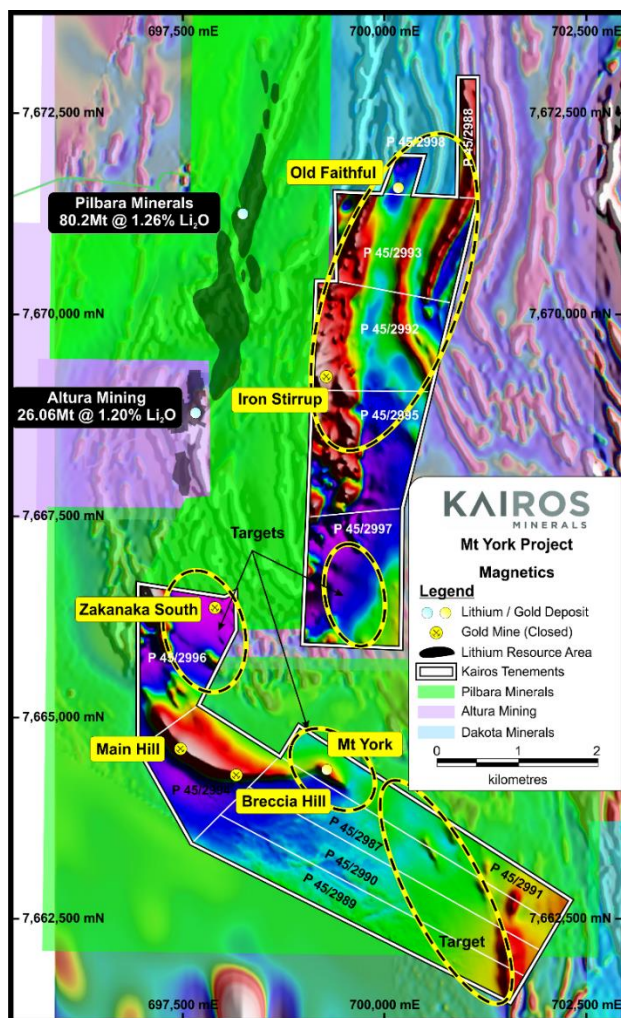 697,500 mE
700,000 mE
702,500 mE
7,672,500 mN
P 45/2998
P 45/2988
Old Faithful
Pilbara Minerals
80.2Mt @ 1.26% Li₂O
P 45/2993
7,670,000 mN
7,670,000 mN
P 45/2992
Altura Mining
26.06Mt @ 1.20% Li₂O
Iron Stirrup
P 45/2995
7,667,500 mN
P 45/2997
Targets
KAIROS
MINERALS
Mt York Project
Magnetics
Legend
Lithium / Gold Deposit
Gold Mine (Closed)
Lithium Resource Area
Kairos Tenements
Pilbara Minerals
Altura Mining
Dakota Minerals
0 1 2
kilometres
Zakanaka South
P 45/2996
7,665,000 mN
Main Hill
Mt York
Breccia Hill
P 45/2987
P 45/2990
P 45/2989
P 45/2991
7,662,500 mN
7,662,500 mN
Target
697,500 mE
700,000 mE
702,500 mE